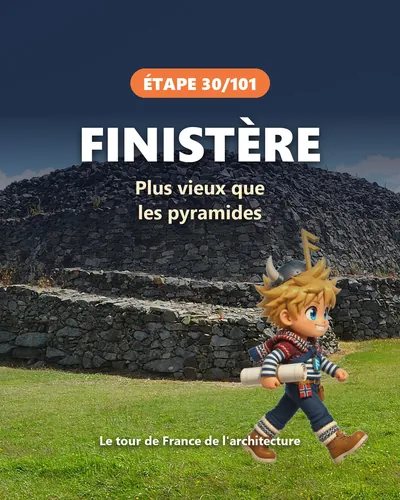 ÉTAPE 30/101
FINISTÈRE
Plus vieux que
les pyramides
Le tour de France de l'architecture